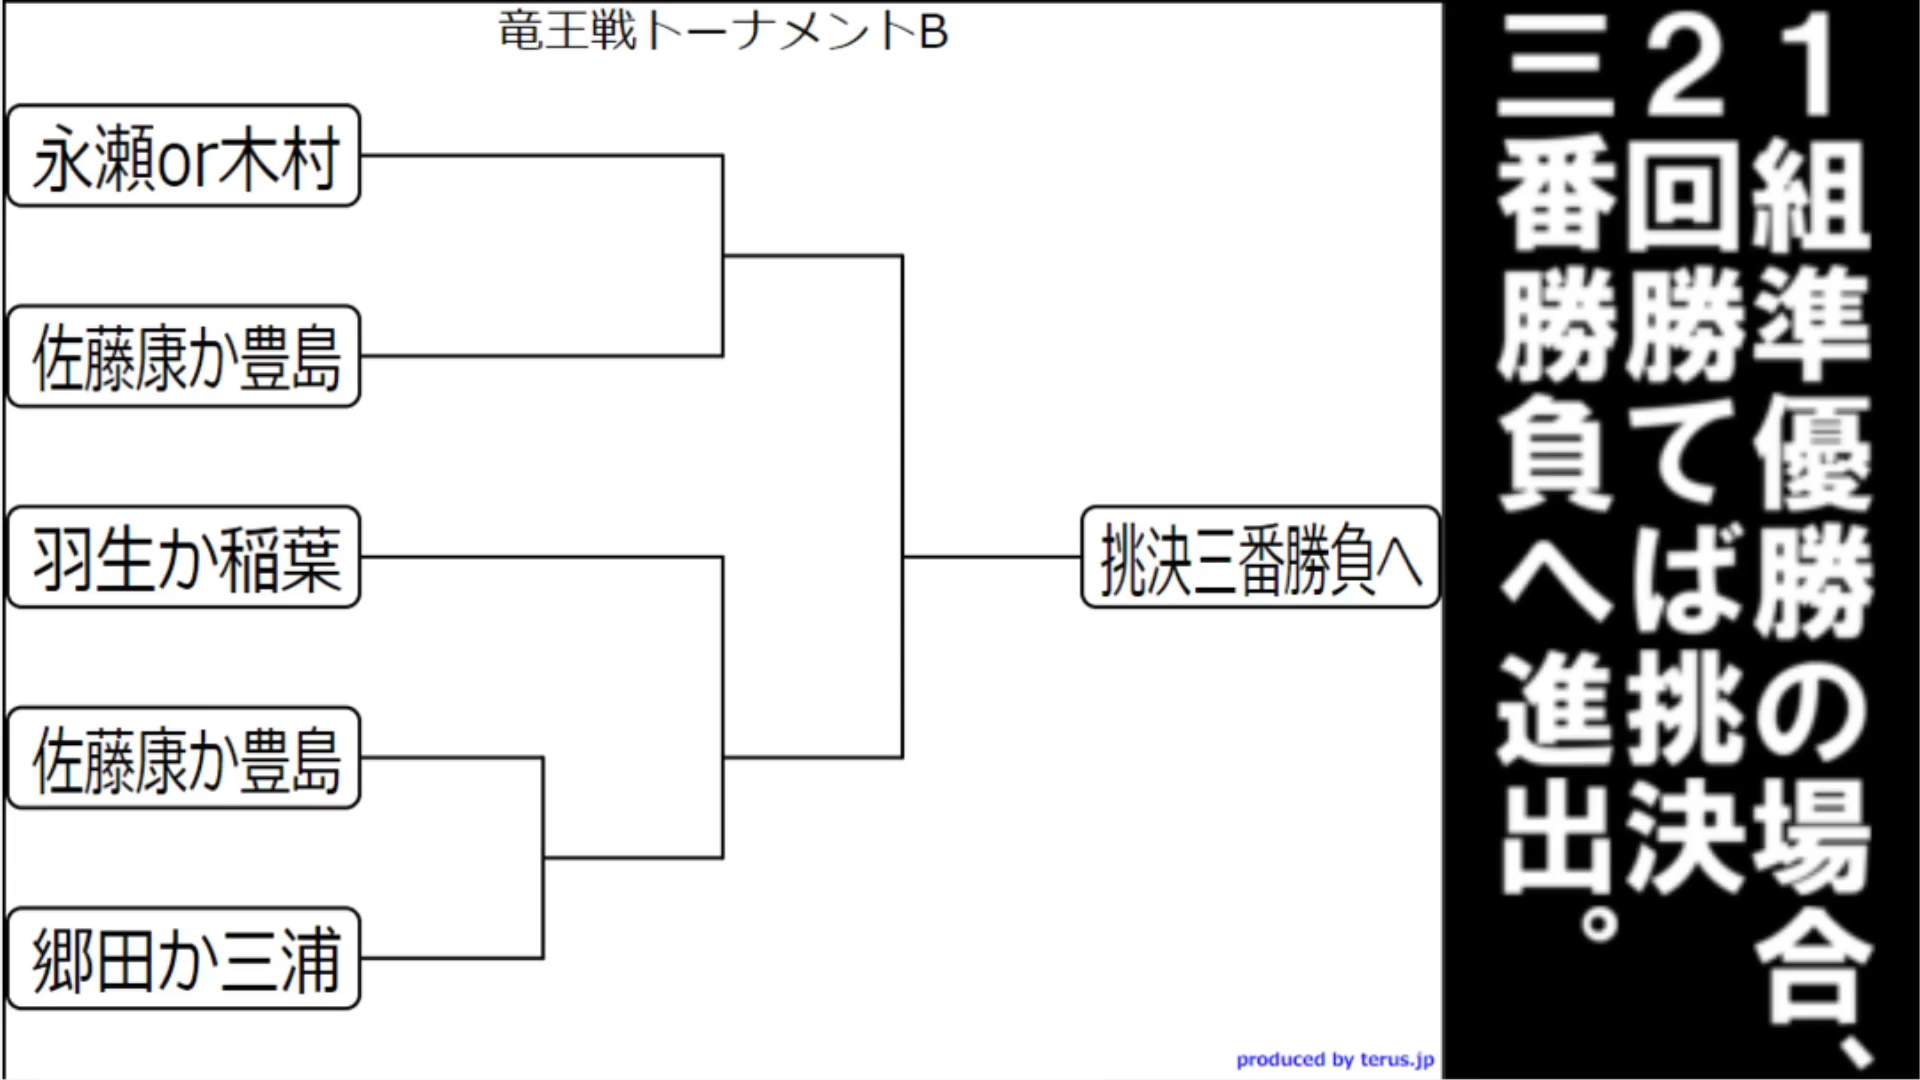 竜王戦トーナメントB
永瀬or木村
佐藤康か豊島
羽生か稲葉
佐藤康か豊島
郷田か三浦
挑決三番勝負へ
produced by terus.jp
1組準優勝の場合、
2回勝てば挑決
三番勝負へ進出。